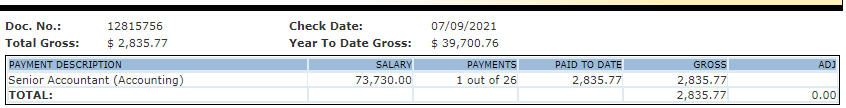 Doc. No.: 12815756 Check Date: 07/09/2021
Total Gross: $ 2,835.77 Year To Date Gross: $ 39,700.76
PAYMENT DESCRIPTION SALARY PAYMENTS PAID TO DATE GROSS ADJ
Senior Accountant (Accounting) 73,730.00 1 out of 26 2,835.77 2,835.77
TOTAL: 2,835.77 0.00